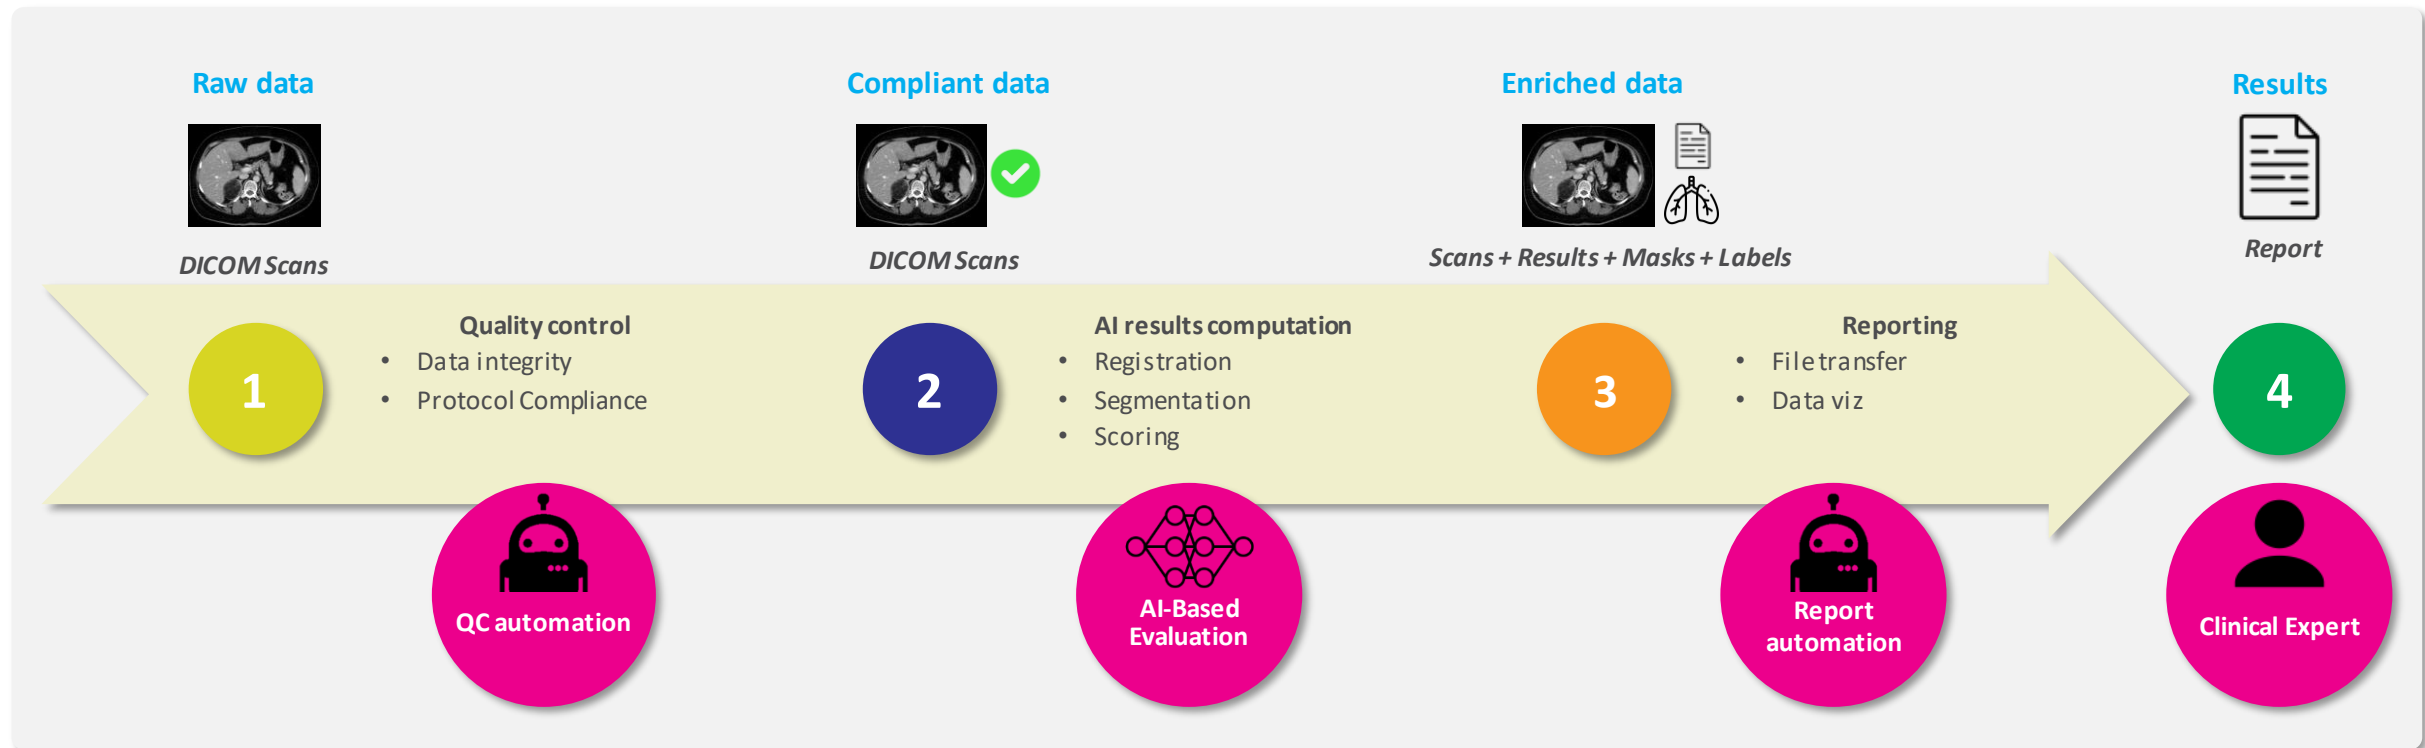 Raw data
Compliant data
Enriched data
Results
DICOM Scans
DICOM Scans
Scans + Results + Masks + Labels
Report
1
Quality control
• Data integrity
• Protocol Compliance
2
AI results computation
• Registration
• Segmentation
• Scoring
3
Reporting
• File transfer
• Data viz
4
QC automation
AI-Based
Evaluation
Report
automation
Clinical Expert